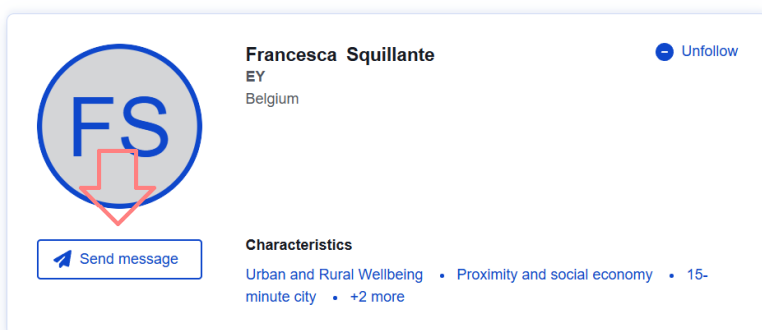 FS
Francesca Squillante
EY
Belgium
Unfollow
Send message
Characteristics
Urban and Rural Wellbeing • Proximity and social economy • 15-
minute city • +2 more